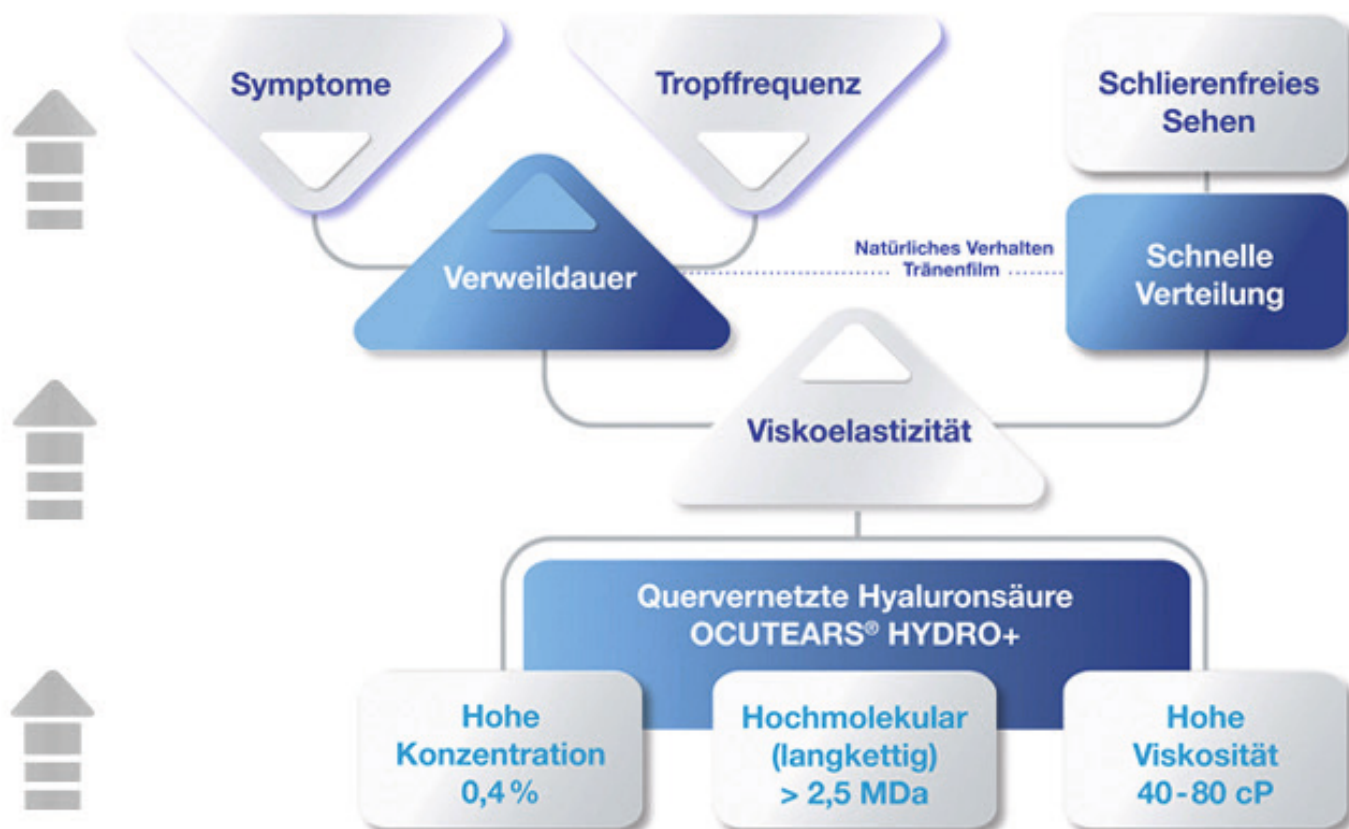 Symptome
Tropffrequenz
Schlierenfreies
Sehen
Verweildauer
Natürliches Verhalten
Tränenfilm
Schnelle
Verteilung
Viskoelastizität
Quervernetzte Hyaluronsäure
OCUTEARS® HYDRO+
Hohe
Konzentration
0,4 %
Hochmolekular
(langkettig)
> 2,5 MDa
Hohe
Viskosität
40 - 80 cP